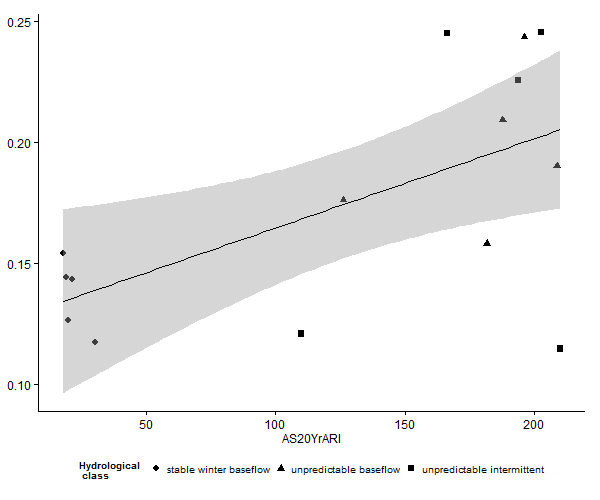 0.25
0.20
0.15
0.10
50 100 150 200
AS20YrARI
Hydrological
class
stable winter baseflow unpredictable baseflow unpredictable intermittent